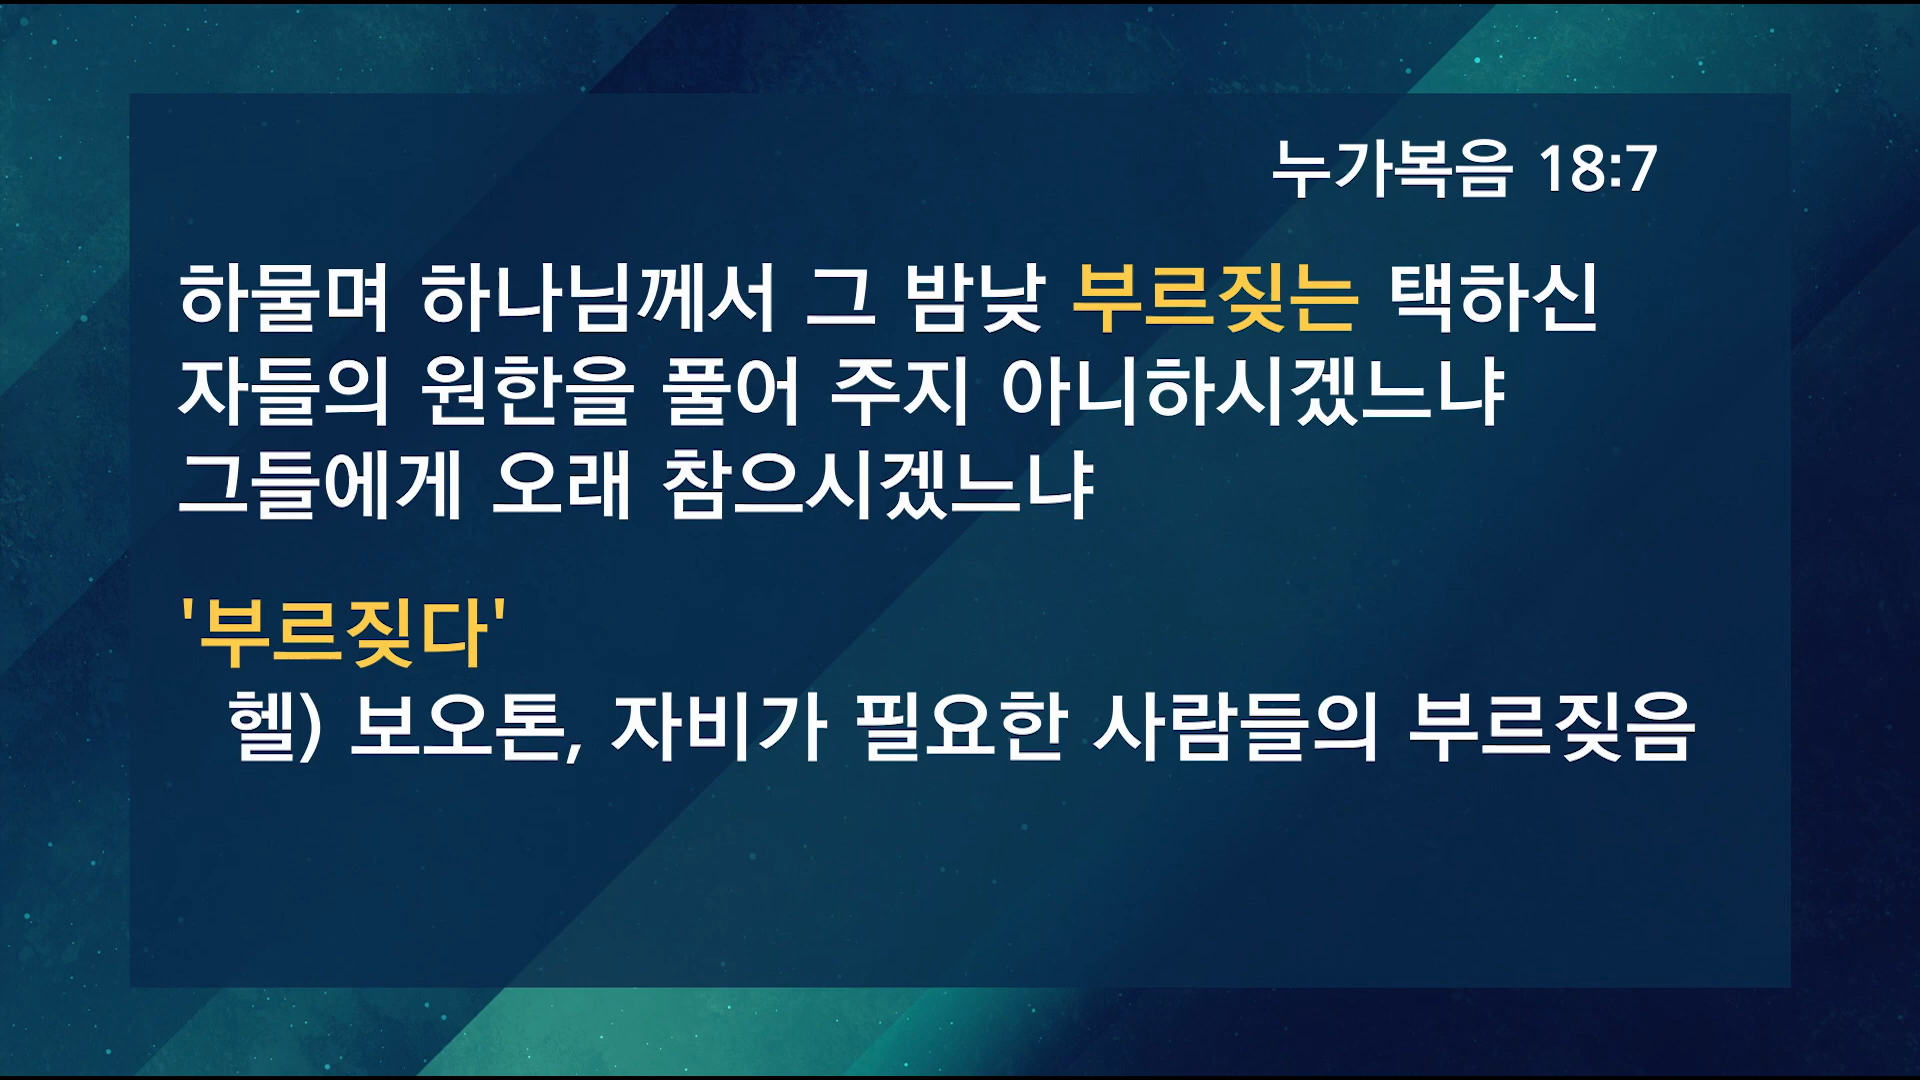 누가복음 18:7
하물며 하나님께서 그 밤낮 부르짖는 택하신
자들의 원한을 풀어 주지 아니하시겠느냐
그들에게 오래 참으시겠느냐
'부르짖다'
헬) 보오톤, 자비가 필요한 사람들의 부르짖음